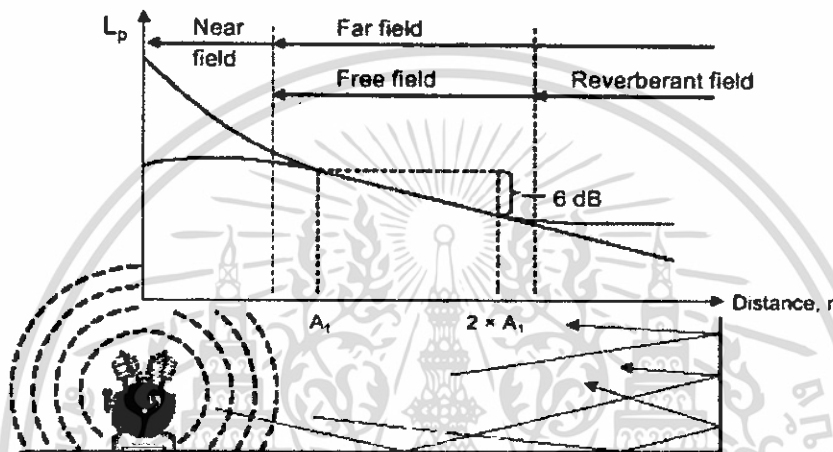 Lp Near field Far field
Free field Reverberant field
6 dB
A₁ 2 × A₁ Distance, r